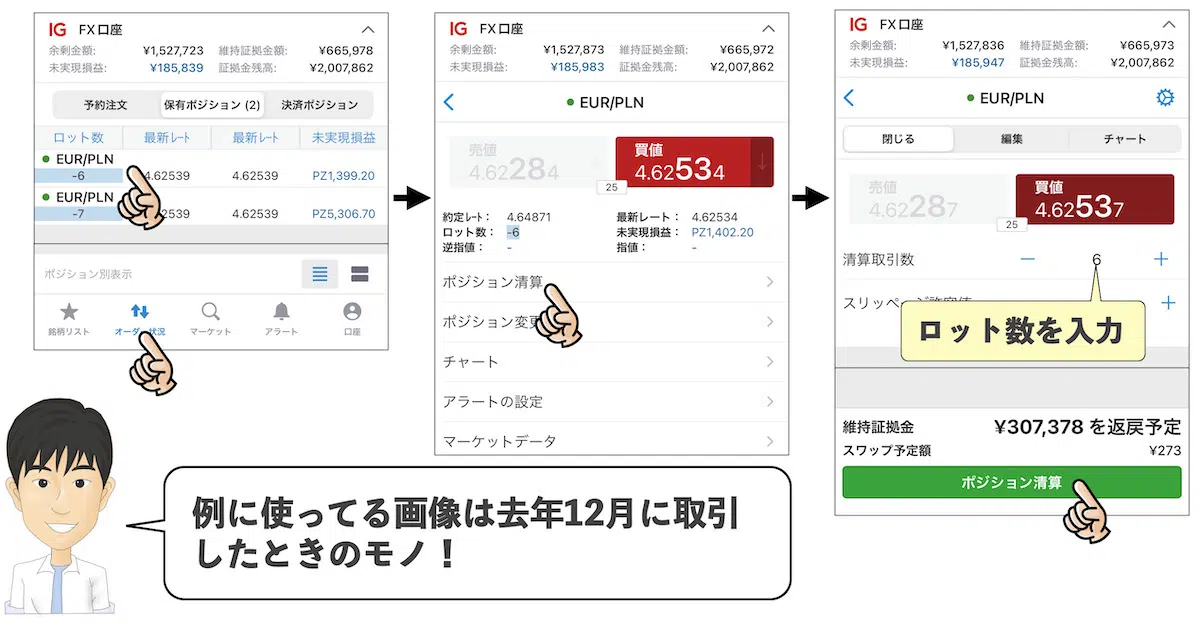 IG FX口座
余剰金額: ¥1,527,723 維持証拠金額: ¥665,978
未実現損益: ¥185,839 証拠金残高: ¥2,007,862
予約注文 保有ポジション (2) 決済ポジション
ロット数 最新ﾚｰﾄ 最新ﾚｰﾄ 未実現損益
EUR/PLN
-6 4.62539 4.62539 PZ1,399.20
EUR/PLN
-7 2539 4.62539 PZ5,306.70
ポジション別表示
銘柄リスト オーダー状況 マーケット アラート 口座
IG FX口座
余剰金額: ¥1,527,873 維持証拠金額: ¥665,972
未実現損益: ¥185,983 証拠金残高: ¥2,007,862
EUR/PLN
売値 買値
4.62284 4.62534
25
約定ﾚｰﾄ: 4.64871 最新レート: 4.62534
ロット数: -6 未実現損益: PZ1,402.20
逆指値: - 指値: -
ポジション清算
ポジション変更
チャート
アラートの設定
マーケットデータ
IG FX口座
余剰金額: ¥1,527,836 維持証拠金額: ¥665,973
未実現損益: ¥185,947 証拠金残高: ¥2,007,862
EUR/PLN
閉じる 編集 チャート
売値 買値
4.62287 4.62537
25
清算取引数 − 6 +
スリッページ許容値 +
ロット数を入力
維持証拠金 ¥307,378 を返戻予定
スワップ予定額 ¥273
ポジション清算
例に使ってる画像は去年12月に取引
したときのモノ！